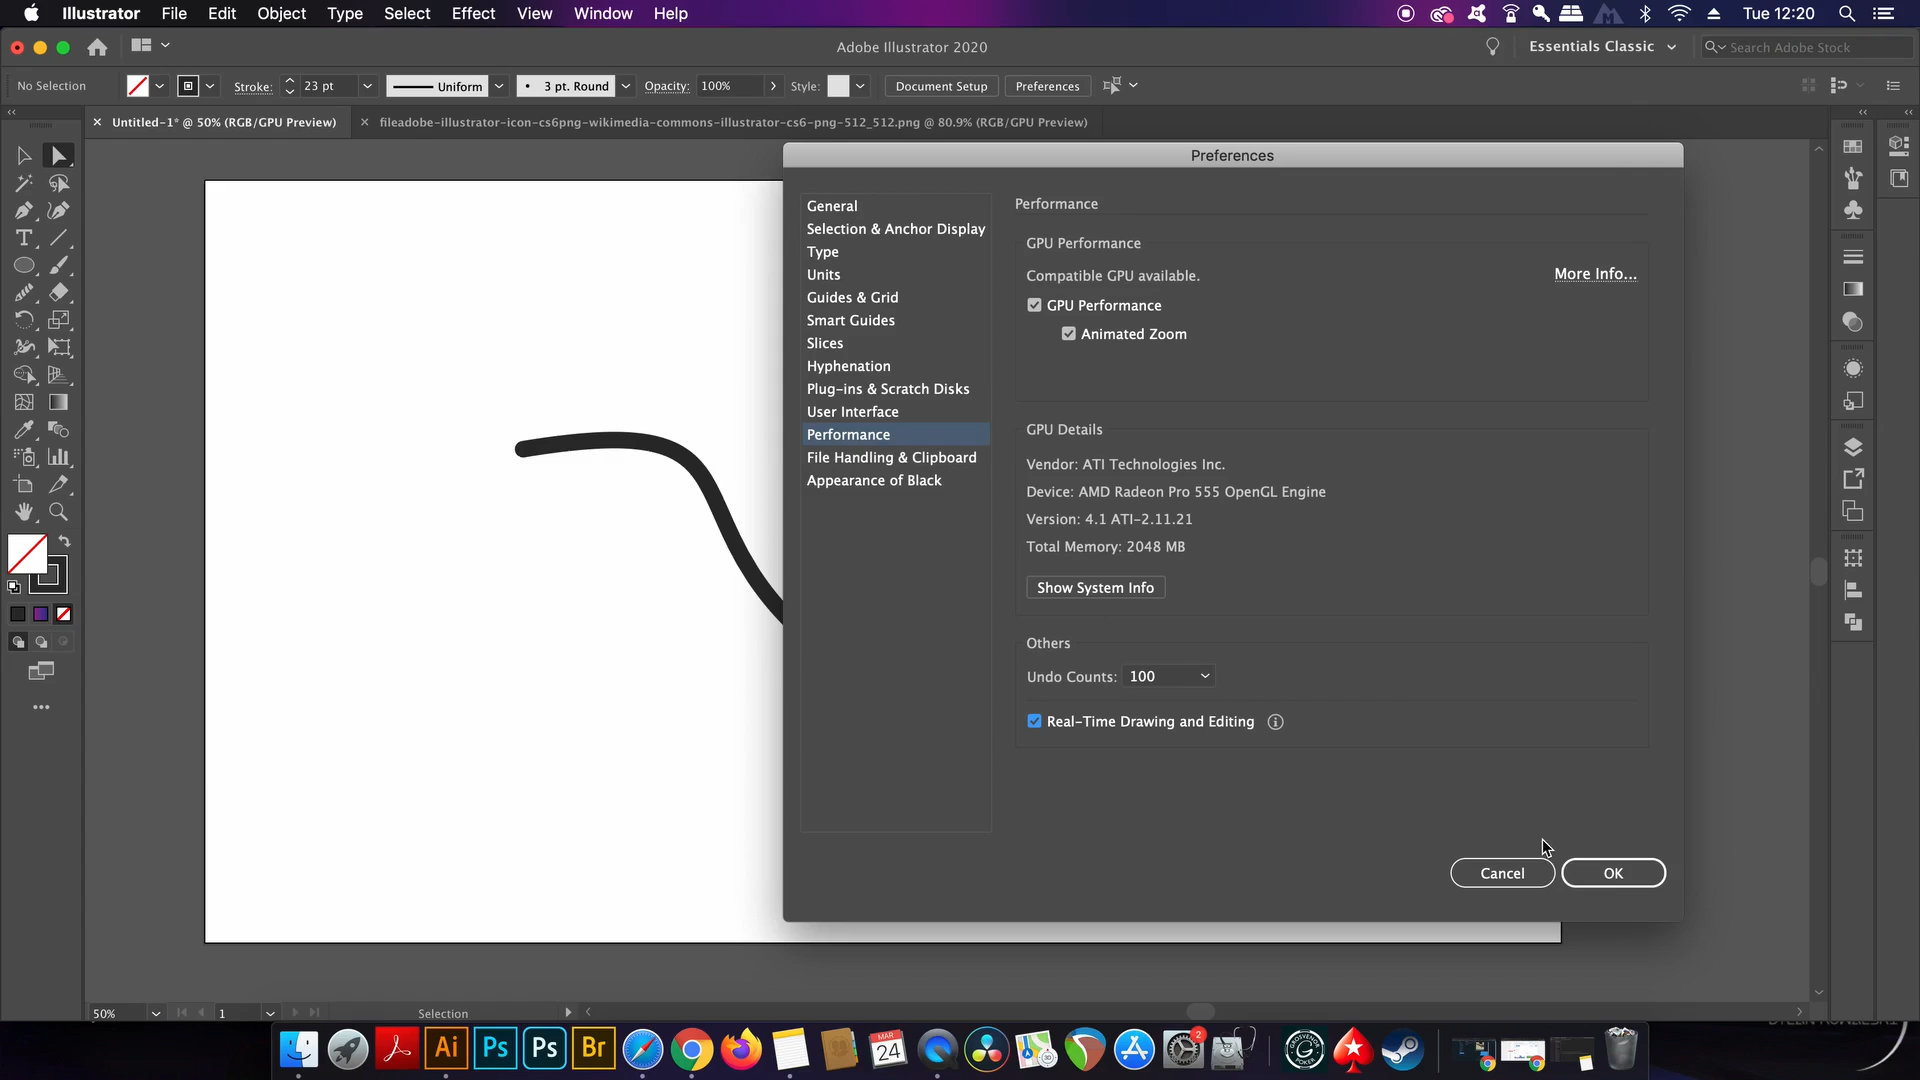 Illustrator File Edit Object Type Select Effect View Window Help Tue 12:20
Adobe Illustrator 2020 Essentials Classic Search Adobe Stock
No Selection Stroke: 23 pt Uniform 3 pt. Round Opacity: 100% Style: Document Setup Preferences
Untitled-1* @ 50% (RGB/GPU Preview) fileadobe-illustrator-icon-cs6png-wikimedia-commons-illustrator-cs6-png-512_512.png @ 80.9% (RGB/GPU Preview)
Preferences
General
Selection & Anchor Display
Type
Units
Guides & Grid
Smart Guides
Slices
Hyphenation
Plug-ins & Scratch Disks
User Interface
Performance
File Handling & Clipboard
Appearance of Black
Performance
GPU Performance
Compatible GPU available. More Info...
GPU Performance
Animated Zoom
GPU Details
Vendor: ATI Technologies Inc.
Device: AMD Radeon Pro 555 OpenGL Engine
Version: 4.1 ATI-2.11.21
Total Memory: 2048 MB
Show System Info
Others
Undo Counts: 100
Real-Time Drawing and Editing
Cancel OK
50% 1 Selection
Ai Ps Ps Br MAR 24 2